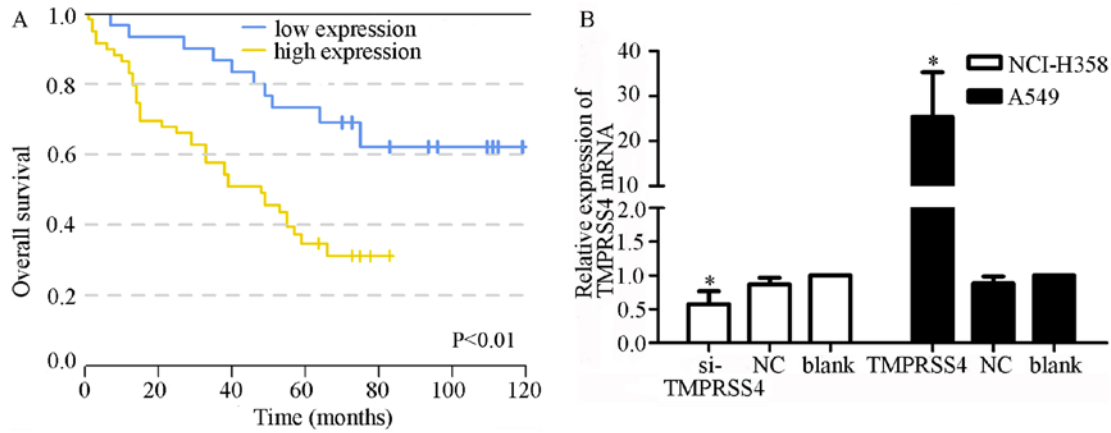 A
Overall survival
1.0
0.8
0.6
0.4
0.2
0.0
low expression
high expression
P<0.01
0 20 40 60 80 100 120
Time (months)
B
Relative expression of
TMPRSS4 mRNA
40
30
20
10
2.0
1.5
1.0
0.5
0.0
NCI-H358
A549
*
*
si-
TMPRSS4
NC
blank
TMPRSS4
NC
blank